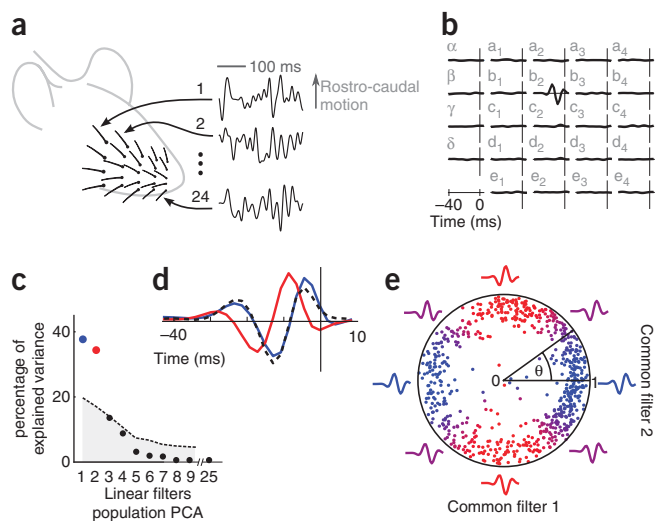 a
100 ms
1
Rostro-caudal
motion
2
24
b
α a1 a2 a3 a4
β b1 b2 b3 b4
γ c1 c2 c3 c4
δ d1 d2 d3 d4
e1 e2 e3 e4
−40 0
Time (ms)
c
percentage of
explained variance
40
20
0
1 2 3 4 5 6 7 8 9 25
Linear filters
population PCA
d
−40
10
Time (ms)
e
0
θ
1
Common filter 2
Common filter 1